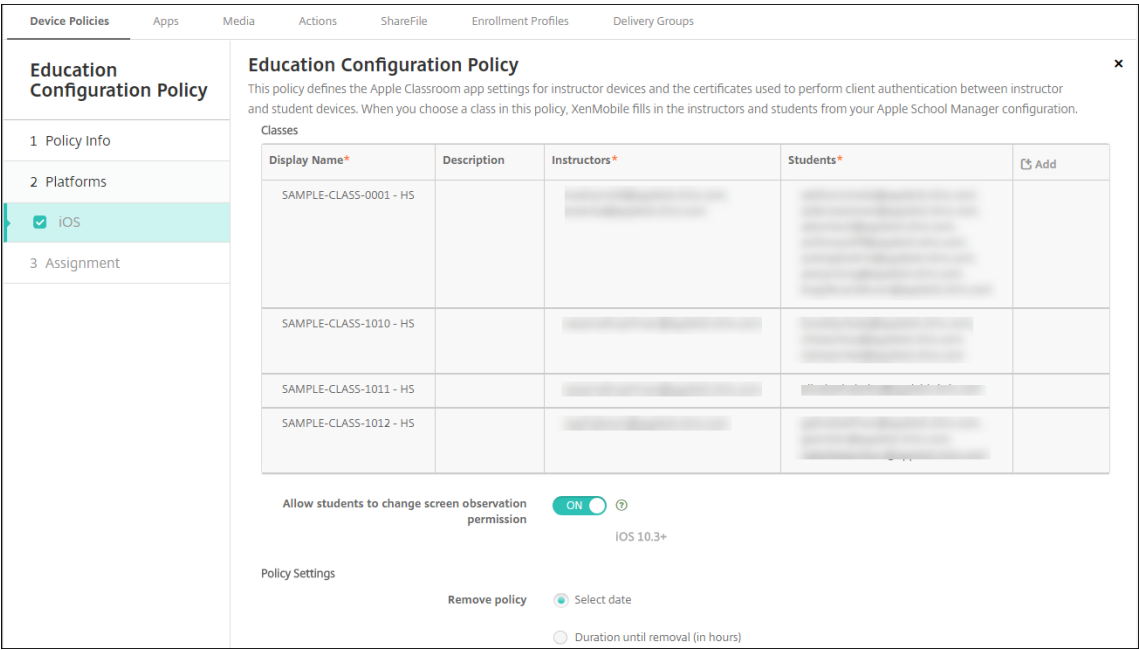 Device Policies Apps Media Actions ShareFile Enrollment Profiles Delivery Groups
Education
Configuration Policy
1 Policy Info
2 Platforms
iOS
3 Assignment
Education Configuration Policy
This policy defines the Apple Classroom app settings for instructor devices and the certificates used to perform client authentication between instructor
and student devices. When you choose a class in this policy, XenMobile fills in the instructors and students from your Apple School Manager configuration.
Classes
Display Name* Description Instructors* Students* Add
SAMPLE-CLASS-0001 - HS
SAMPLE-CLASS-1010 - HS
SAMPLE-CLASS-1011 - HS
SAMPLE-CLASS-1012 - HS
Allow students to change screen observation
permission
ON
iOS 10.3+
Policy Settings
Remove policy
Select date
Duration until removal (in hours)